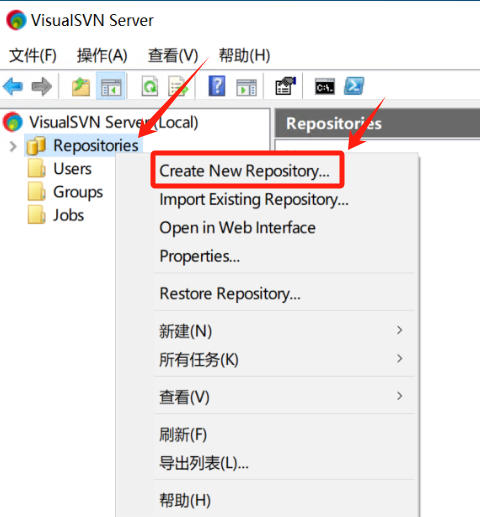 VisualSVN Server
文件(F) 操作(A) 查看(V) 帮助(H)
VisualSVN Server (Local)
Repositories
Users
Groups
Jobs
Repositories
Create New Repository...
Import Existing Repository...
Open in Web Interface
Properties...
Restore Repository...
新建(N)
所有任务(K)
查看(V)
刷新(F)
导出列表(L)...
帮助(H)